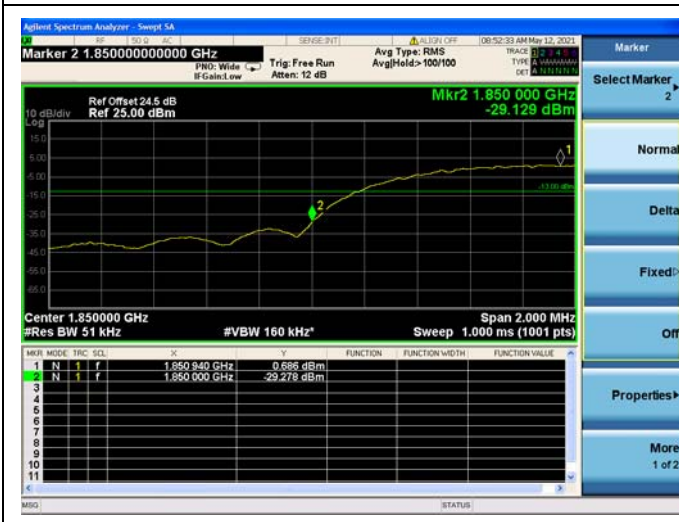 Agilent Spectrum Analyzer - Swept SA
RF 50 Ω AC SENSE:INT ALIGN OFF 08:52:33 AM May 12, 2021
Marker 2 1.850000000000 GHz
PNO: Wide Trig: Free Run
IFGain:Low Atten: 12 dB
Avg Type: RMS
Avg|Hold:>100/100
TRACE 1 2 3 4 5 6
TYPE A WWWWW
DET A N N N N N
Marker
Select Marker
2
Normal
Delta
Fixed
Off
Properties
More
1 of 2
Mkr2 1.850 000 GHz
-29.129 dBm
Ref Offset 24.5 dB
10 dB/div Ref 25.00 dBm
Log
15.0
5.00
-5.00
-15.0
-25.0
-35.0
-45.0
-55.0
-65.0
1
-13.00 dBm
2
Center 1.850000 GHz Span 2.000 MHz
#Res BW 51 kHz #VBW 160 kHz* Sweep 1.000 ms (1001 pts)
MKR MODE TRC SCL X Y FUNCTION FUNCTION WIDTH FUNCTION VALUE
1 N 1 f 1.850 940 GHz 0.686 dBm
2 N 1 f 1.850 000 GHz -29.278 dBm
3
4
5
6
7
8
9
10
11
MSG STATUS